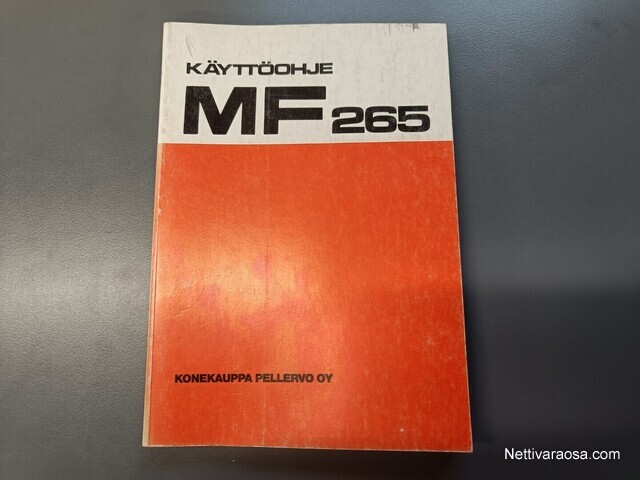 KÄYTTÖOHJE
MF 265
KONEKAUPPA PELLERVO OY
Nettivaraosa.com